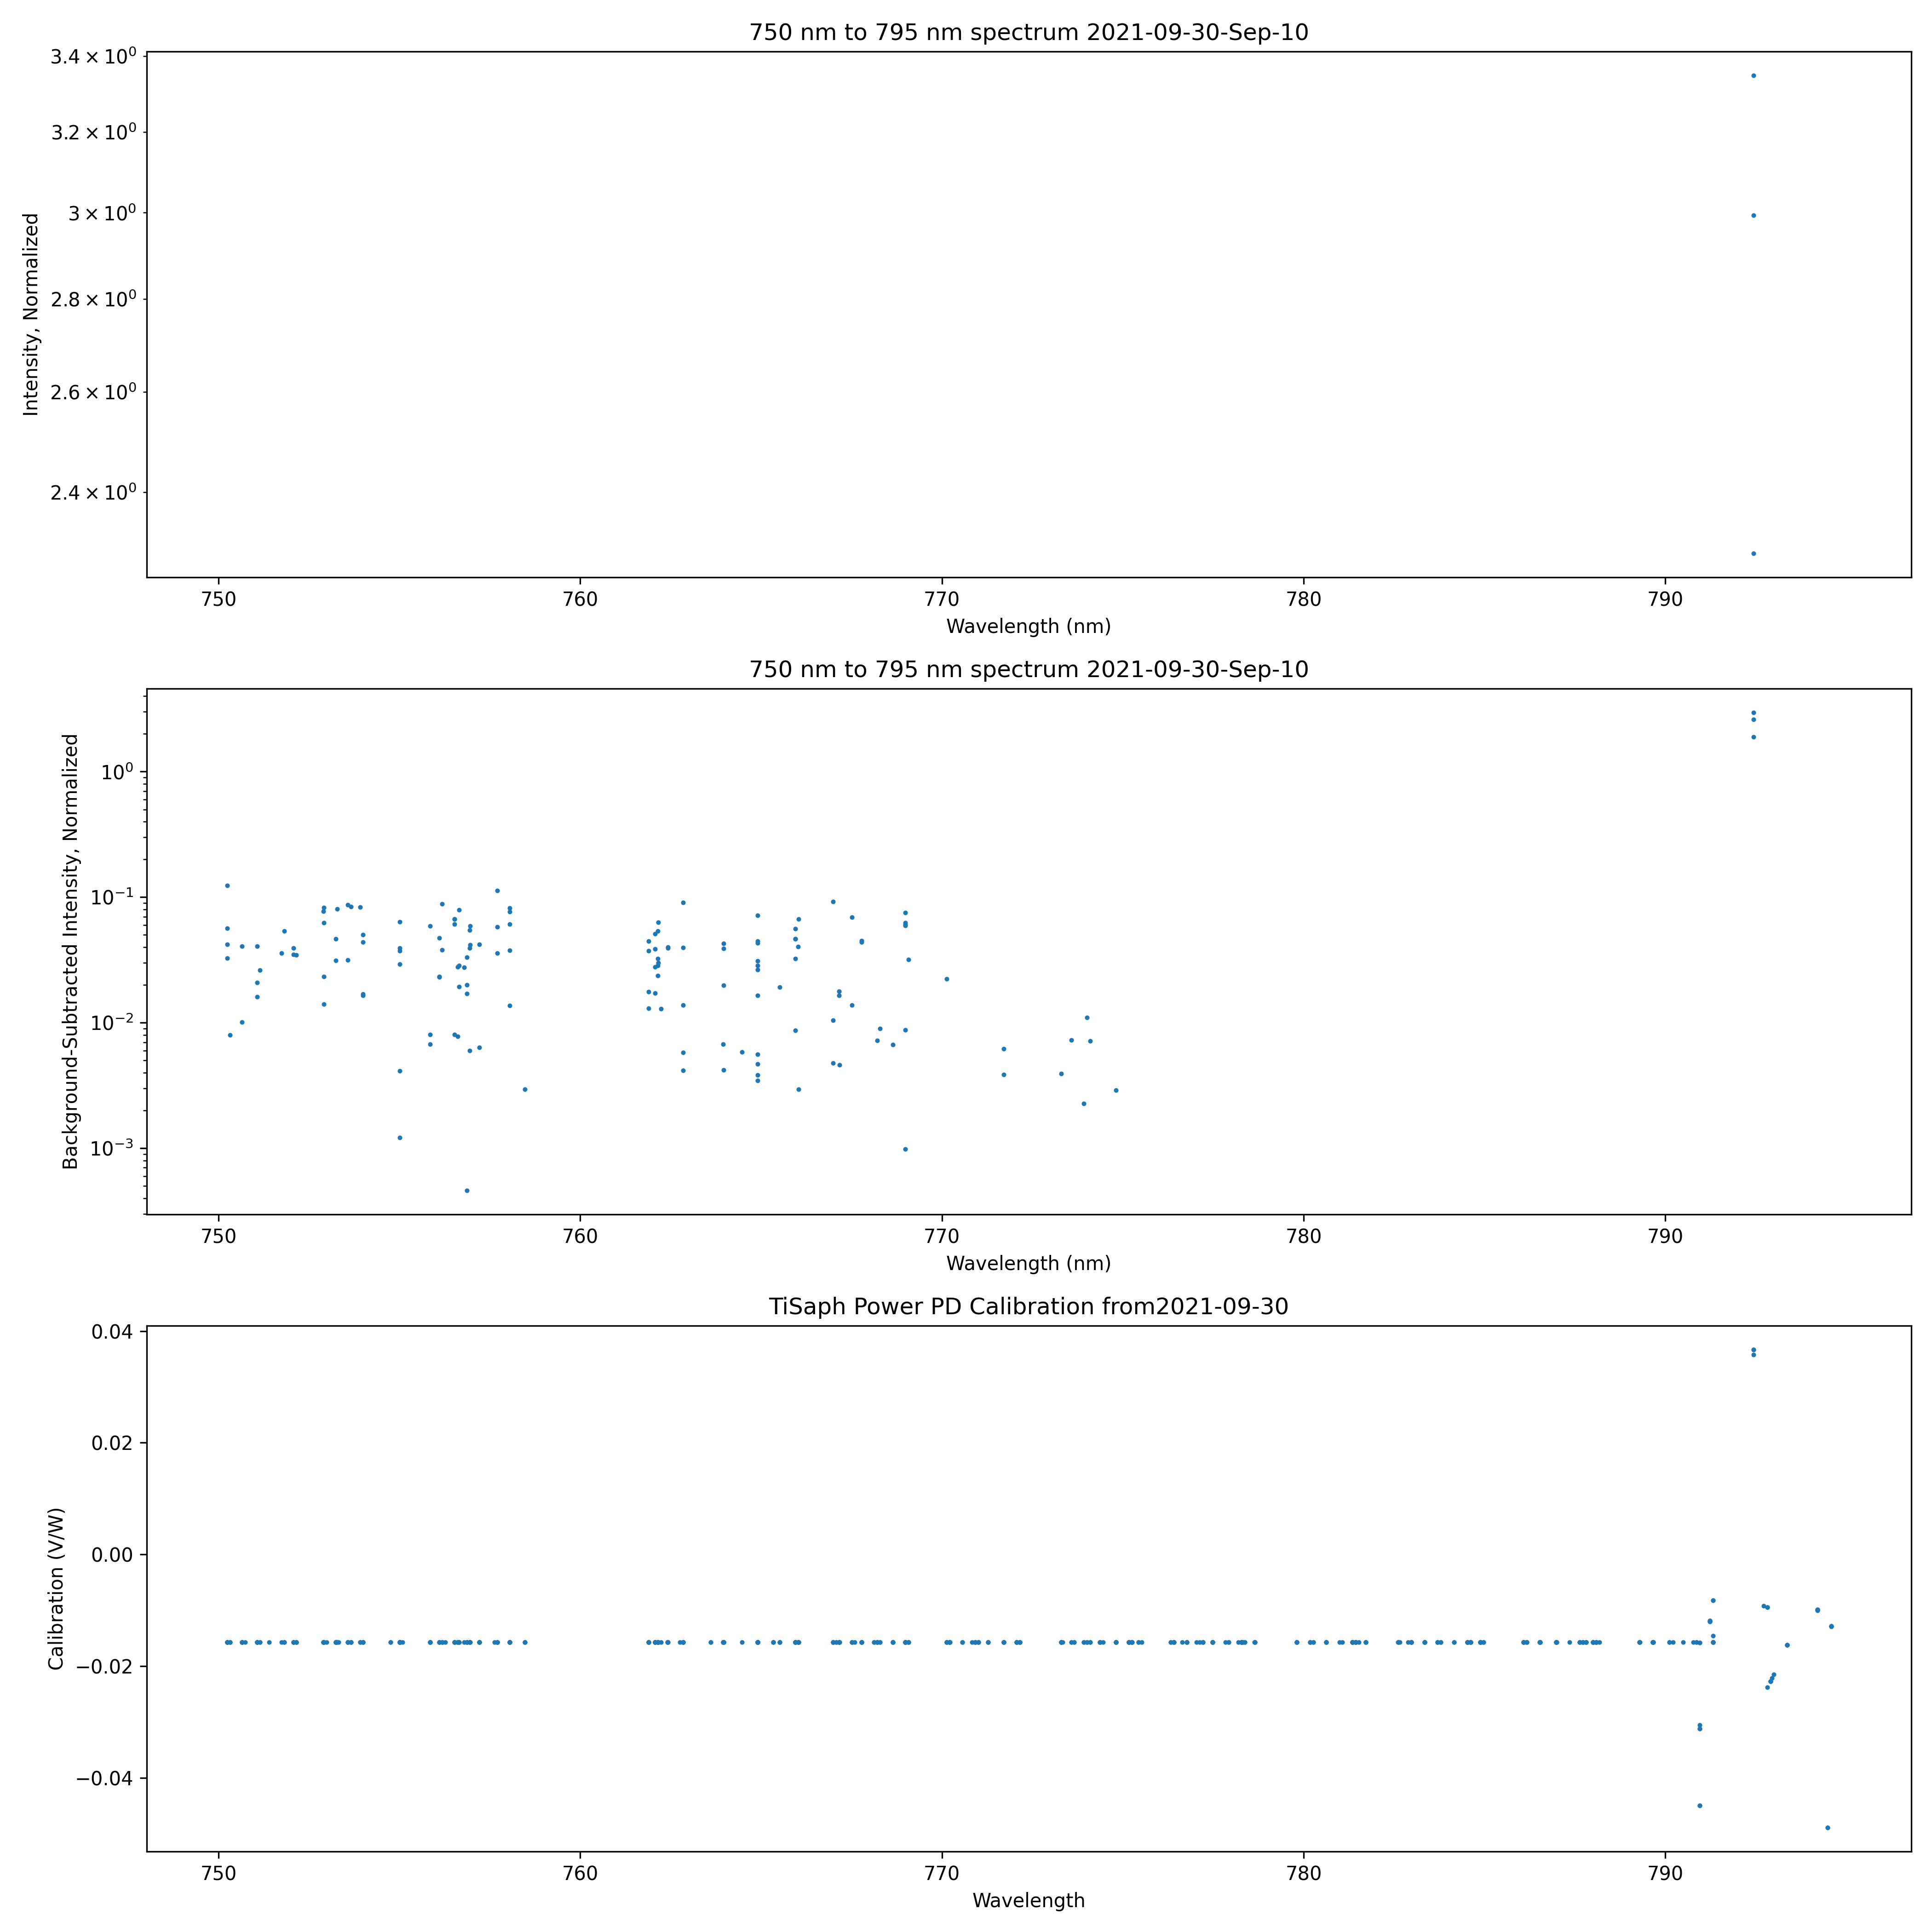 750 nm to 795 nm spectrum 2021-09-30-Sep-10
3.4 × 10⁰
3.2 × 10⁰
3 × 10⁰
2.8 × 10⁰
2.6 × 10⁰
2.4 × 10⁰
Intensity, Normalized
750 760 770 780 790
Wavelength (nm)
750 nm to 795 nm spectrum 2021-09-30-Sep-10
10⁰
10⁻¹
10⁻²
10⁻³
Background-Subtracted Intensity, Normalized
750 760 770 780 790
Wavelength (nm)
TiSaph Power PD Calibration from2021-09-30
0.04
0.02
0.00
−0.02
−0.04
Calibration (V/W)
750 760 770 780 790
Wavelength